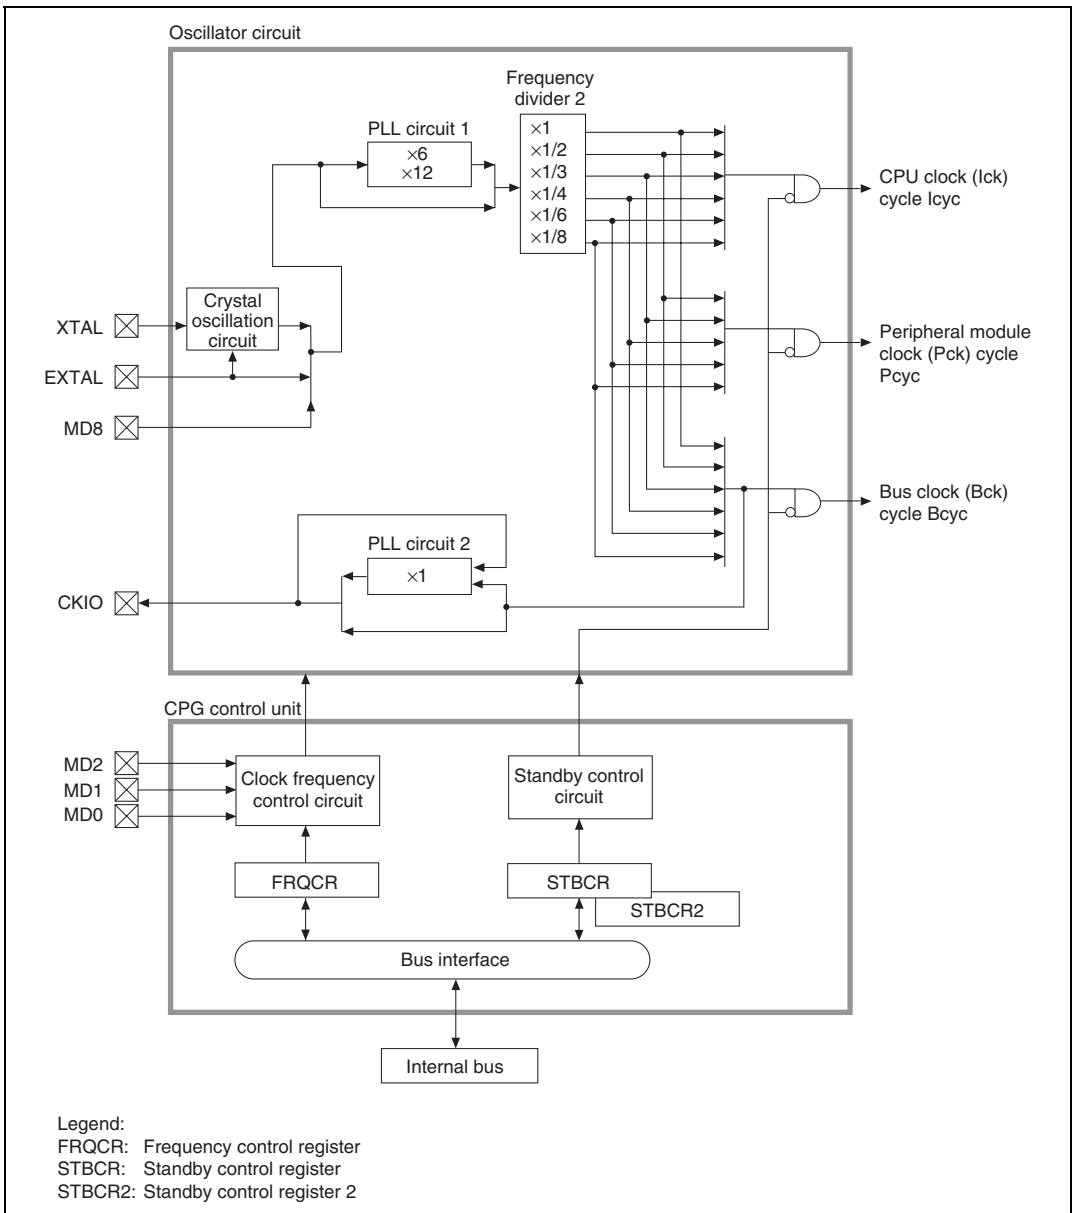 Oscillator circuit
Frequency
divider 2
PLL circuit 1
×6
×12
×1
×1/2
×1/3
×1/4
×1/6
×1/8
CPU clock (Ick)
cycle Icyc
Crystal
oscillation
circuit
XTAL
EXTAL
MD8
Peripheral module
clock (Pck) cycle
Pcyc
Bus clock (Bck)
cycle Bcyc
PLL circuit 2
×1
CKIO
CPG control unit
MD2
MD1
MD0
Clock frequency
control circuit
Standby control
circuit
FRQCR
STBCR
STBCR2
Bus interface
Internal bus
Legend:
FRQCR: Frequency control register
STBCR: Standby control register
STBCR2: Standby control register 2